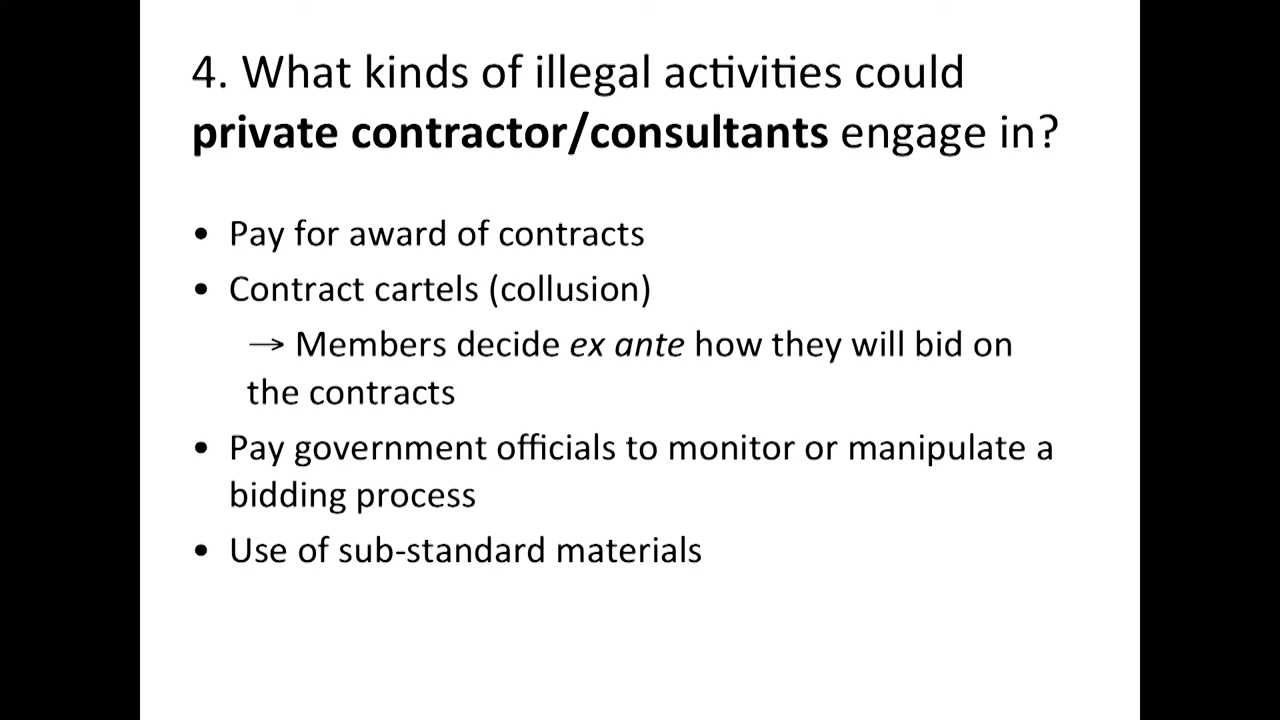 4. What kinds of illegal activities could
private contractor/consultants engage in?
• Pay for award of contracts
• Contract cartels (collusion)
→ Members decide ex ante how they will bid on
the contracts
• Pay government officials to monitor or manipulate a
bidding process
• Use of sub-standard materials